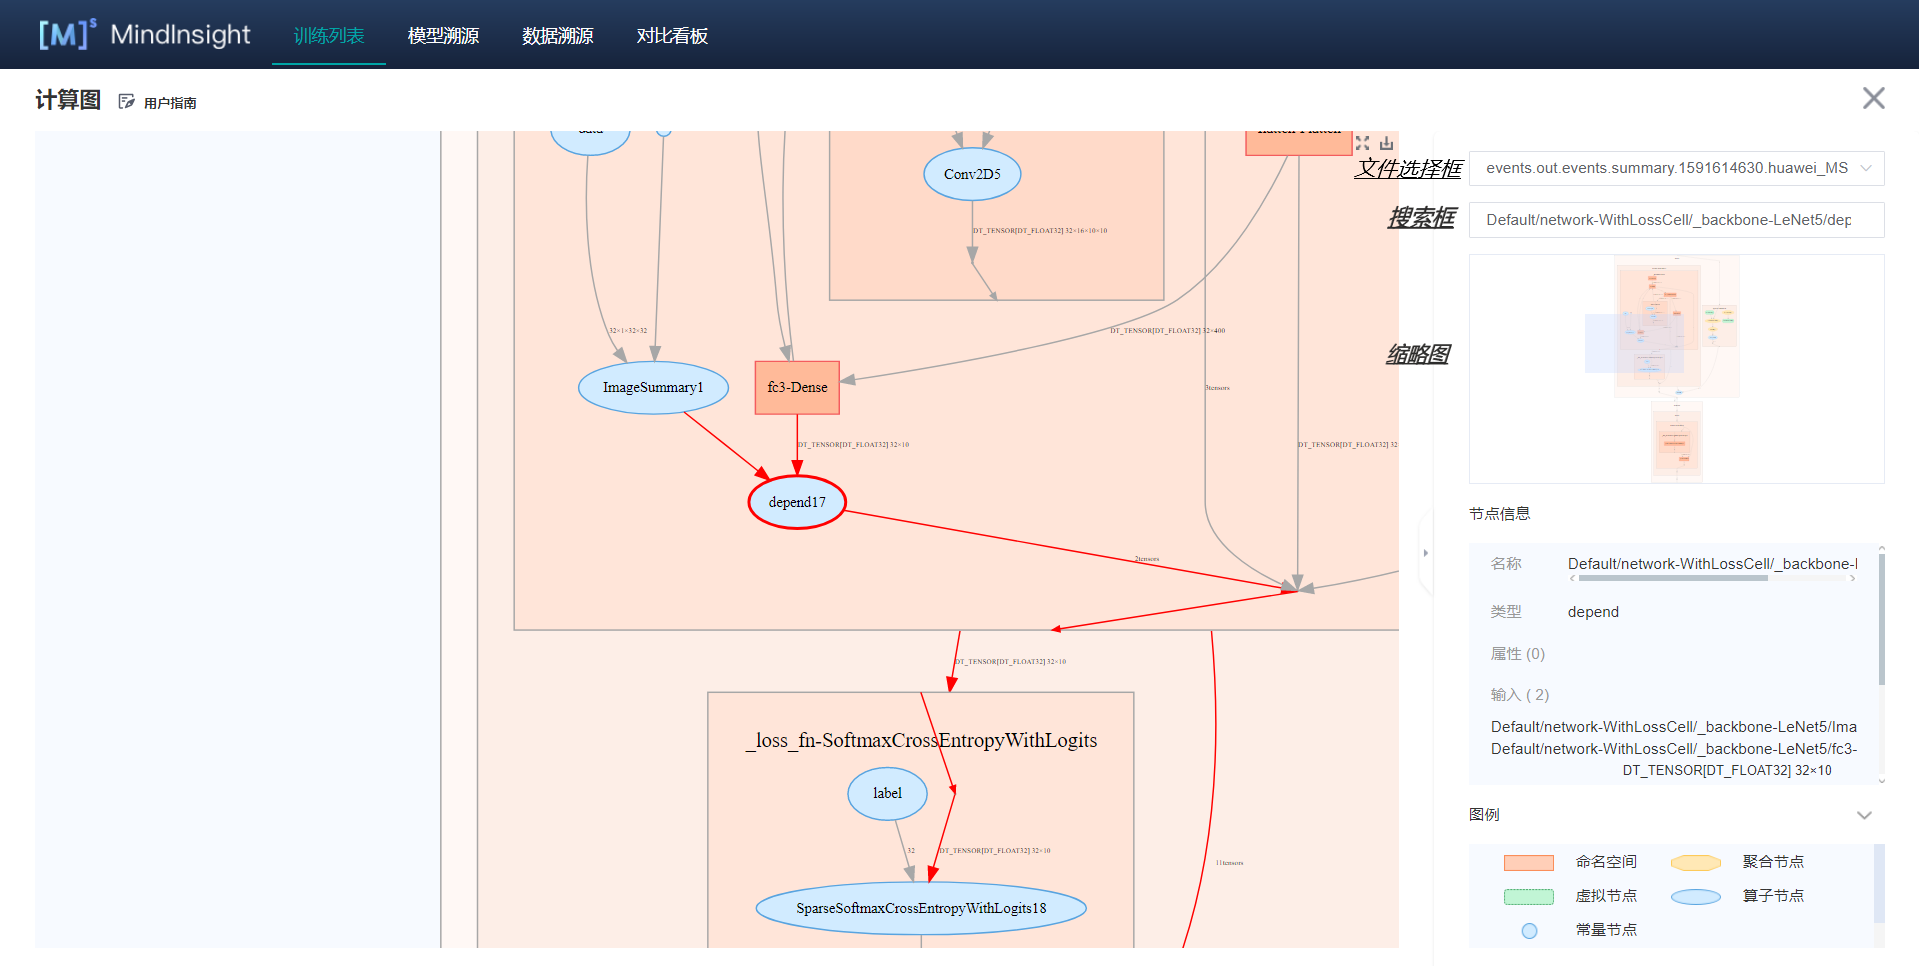 [M]s MindInsight 训练列表 模型溯源 数据溯源 对比看板
计算图 用户指南
data
flatten-Flatten
Conv2D5
DT_TENSOR[DT_FLOAT32] 32×16×10×10
32×1×32×32
DT_TENSOR[DT_FLOAT32] 32×400
ImageSummary1
fc3-Dense
3tensors
DT_TENSOR[DT_FLOAT32] 32×10
DT_TENSOR[DT_FLOAT32] 32
depend17
2tensors
DT_TENSOR[DT_FLOAT32] 32×10
_loss_fn-SoftmaxCrossEntropyWithLogits
label
32
DT_TENSOR[DT_FLOAT32] 32×10
11tensors
SparseSoftmaxCrossEntropyWithLogits18
文件选择框
events.out.events.summary.1591614630.huawei_MS
搜索框
Default/network-WithLossCell/_backbone-LeNet5/dep
缩略图
节点信息
名称 Default/network-WithLossCell/_backbone-l
类型 depend
属性 (0)
输入 ( 2)
Default/network-WithLossCell/_backbone-LeNet5/Ima
Default/network-WithLossCell/_backbone-LeNet5/fc3-
DT_TENSOR[DT_FLOAT32] 32×10
图例
命名空间 聚合节点
虚拟节点 算子节点
常量节点